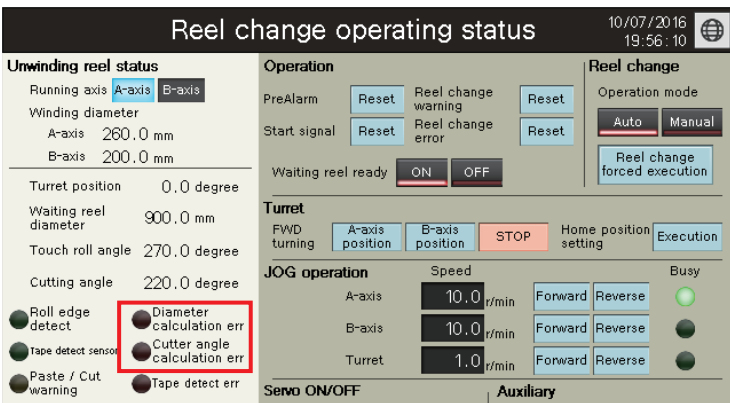 Reel change operating status
10/07/2016
19:56:10
Unwinding reel status
Running axis A-axis B-axis
Winding diameter
A-axis 260.0 mm
B-axis 200.0 mm
Turret position 0.0 degree
Waiting reel
diameter 900.0 mm
Touch roll angle 270.0 degree
Cutting angle 220.0 degree
Roll edge
detect
Diameter
calculation err
Tape detect sensor
Cutter angle
calculation err
Paste / Cut
warning
Tape detect err
Operation
PreAlarm Reset
Reel change
warning
Reset
Start signal Reset
Reel change
error
Reset
Waiting reel ready ON OFF
Reel change
Operation mode
Auto Manual
Reel change
forced execution
Turret
FWD
turning
A-axis
position
B-axis
position
STOP
Home position
setting
Execution
JOG operation Speed Busy
A-axis 10.0 r/min Forward Reverse
B-axis 10.0 r/min Forward Reverse
Turret 1.0 r/min Forward Reverse
Servo ON/OFF Auxiliary